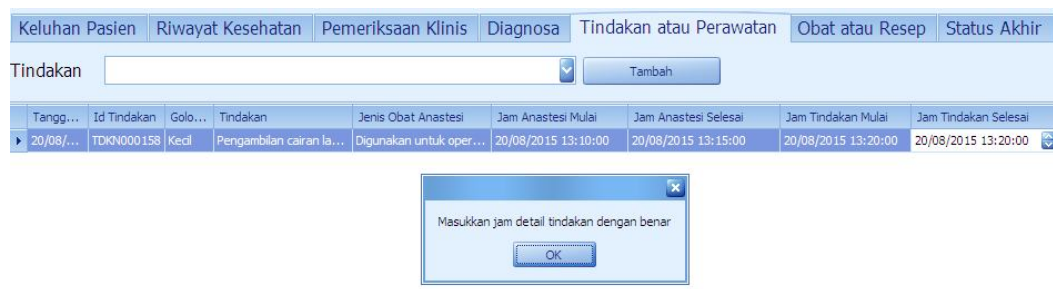 Keluhan Pasien Riwayat Kesehatan Pemeriksaan Klinis Diagnosa Tindakan atau Perawatan Obat atau Resep Status Akhir
Tindakan Tambah
Tangg... Id Tindakan Golo... Tindakan Jenis Obat Anastesi Jam Anastesi Mulai Jam Anastesi Selesai Jam Tindakan Mulai Jam Tindakan Selesai
20/08/... TDKN000158 Kecil Pengambilan cairan la... Digunakan untuk oper... 20/08/2015 13:10:00 20/08/2015 13:15:00 20/08/2015 13:20:00 20/08/2015 13:20:00
Masukkan jam detail tindakan dengan benar
OK